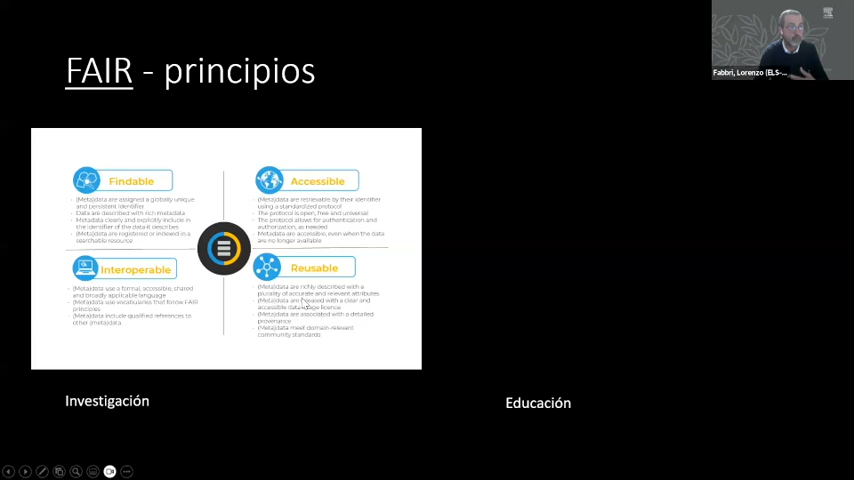 FAIR - principios
Fabbri, Lorenzo (ELS-...
Findable
- (Meta)data are assigned a globally unique
and persistent identifier
- Data are described with rich metadata
- Metadata clearly and explicitly include in
the identifier of the data it describes
- (Meta)data are registered or indexed in a
searchable resource
Accessible
- (Meta)data are retrievable by their identifier
using a standardized protocol
- The protocol is open, free and universal
- The protocol allows for authentication and
authorization, as needed
- Metadata are accessible, even when the data
are no longer available
Interoperable
- (Meta)data use a formal, accessible, shared
and broadly applicable language
- (Meta)data use vocabularies that follow FAIR
principles
- (Meta)data include qualified references to
other (meta)data
Reusable
- (Meta)data are richly described with a
plurality of accurate and relevant attributes
- (Meta)data are released with a clear and
accessible data usage licence
- (Meta)data are associated with a detailed
provenance
- (Meta)data meet domain-relevant
community standards
Investigación
Educación